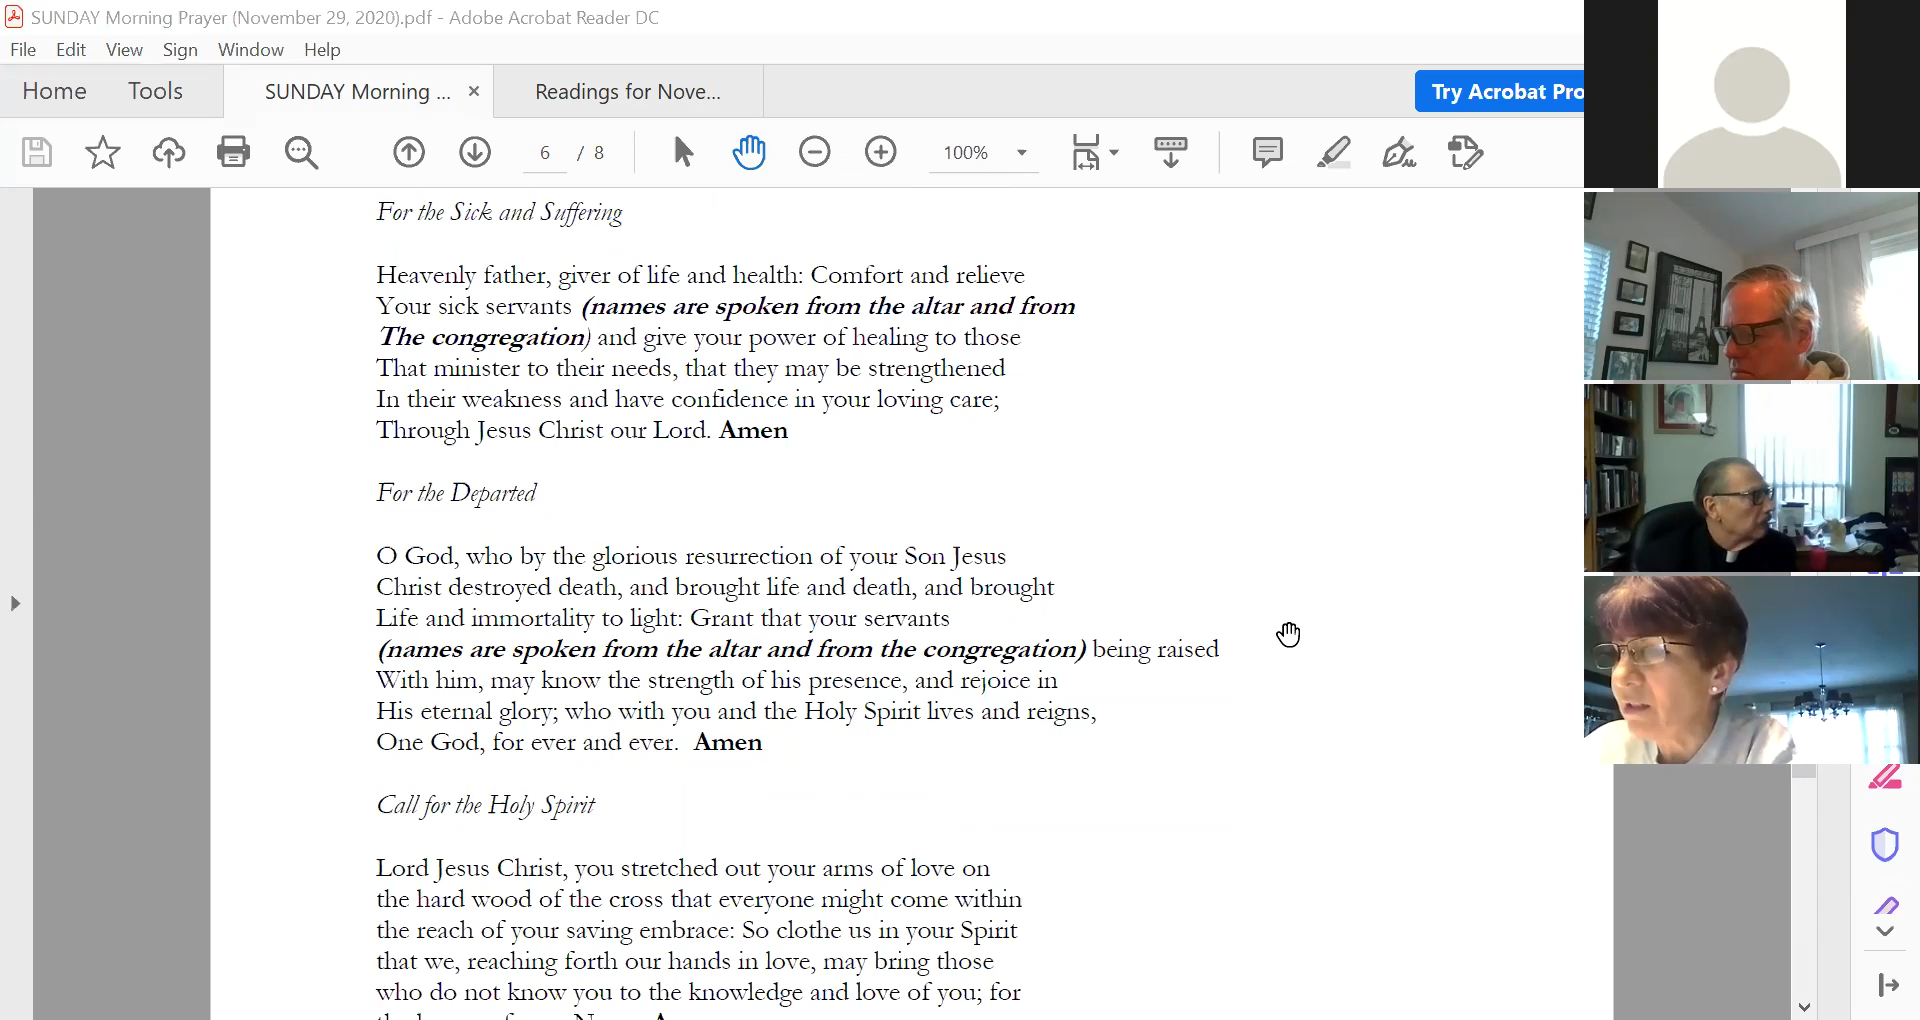 SUNDAY Morning Prayer (November 29, 2020).pdf - Adobe Acrobat Reader DC
File Edit View Sign Window Help
Home Tools SUNDAY Morning ... × Readings for Nove... Try Acrobat Pro
6 / 8 100%
For the Sick and Suffering
Heavenly father, giver of life and health: Comfort and relieve
Your sick servants (names are spoken from the altar and from
The congregation) and give your power of healing to those
That minister to their needs, that they may be strengthened
In their weakness and have confidence in your loving care;
Through Jesus Christ our Lord. Amen
For the Departed
O God, who by the glorious resurrection of your Son Jesus
Christ destroyed death, and brought life and death, and brought
Life and immortality to light: Grant that your servants
(names are spoken from the altar and from the congregation) being raised
With him, may know the strength of his presence, and rejoice in
His eternal glory; who with you and the Holy Spirit lives and reigns,
One God, for ever and ever. Amen
Call for the Holy Spirit
Lord Jesus Christ, you stretched out your arms of love on
the hard wood of the cross that everyone might come within
the reach of your saving embrace: So clothe us in your Spirit
that we, reaching forth our hands in love, may bring those
who do not know you to the knowledge and love of you; for